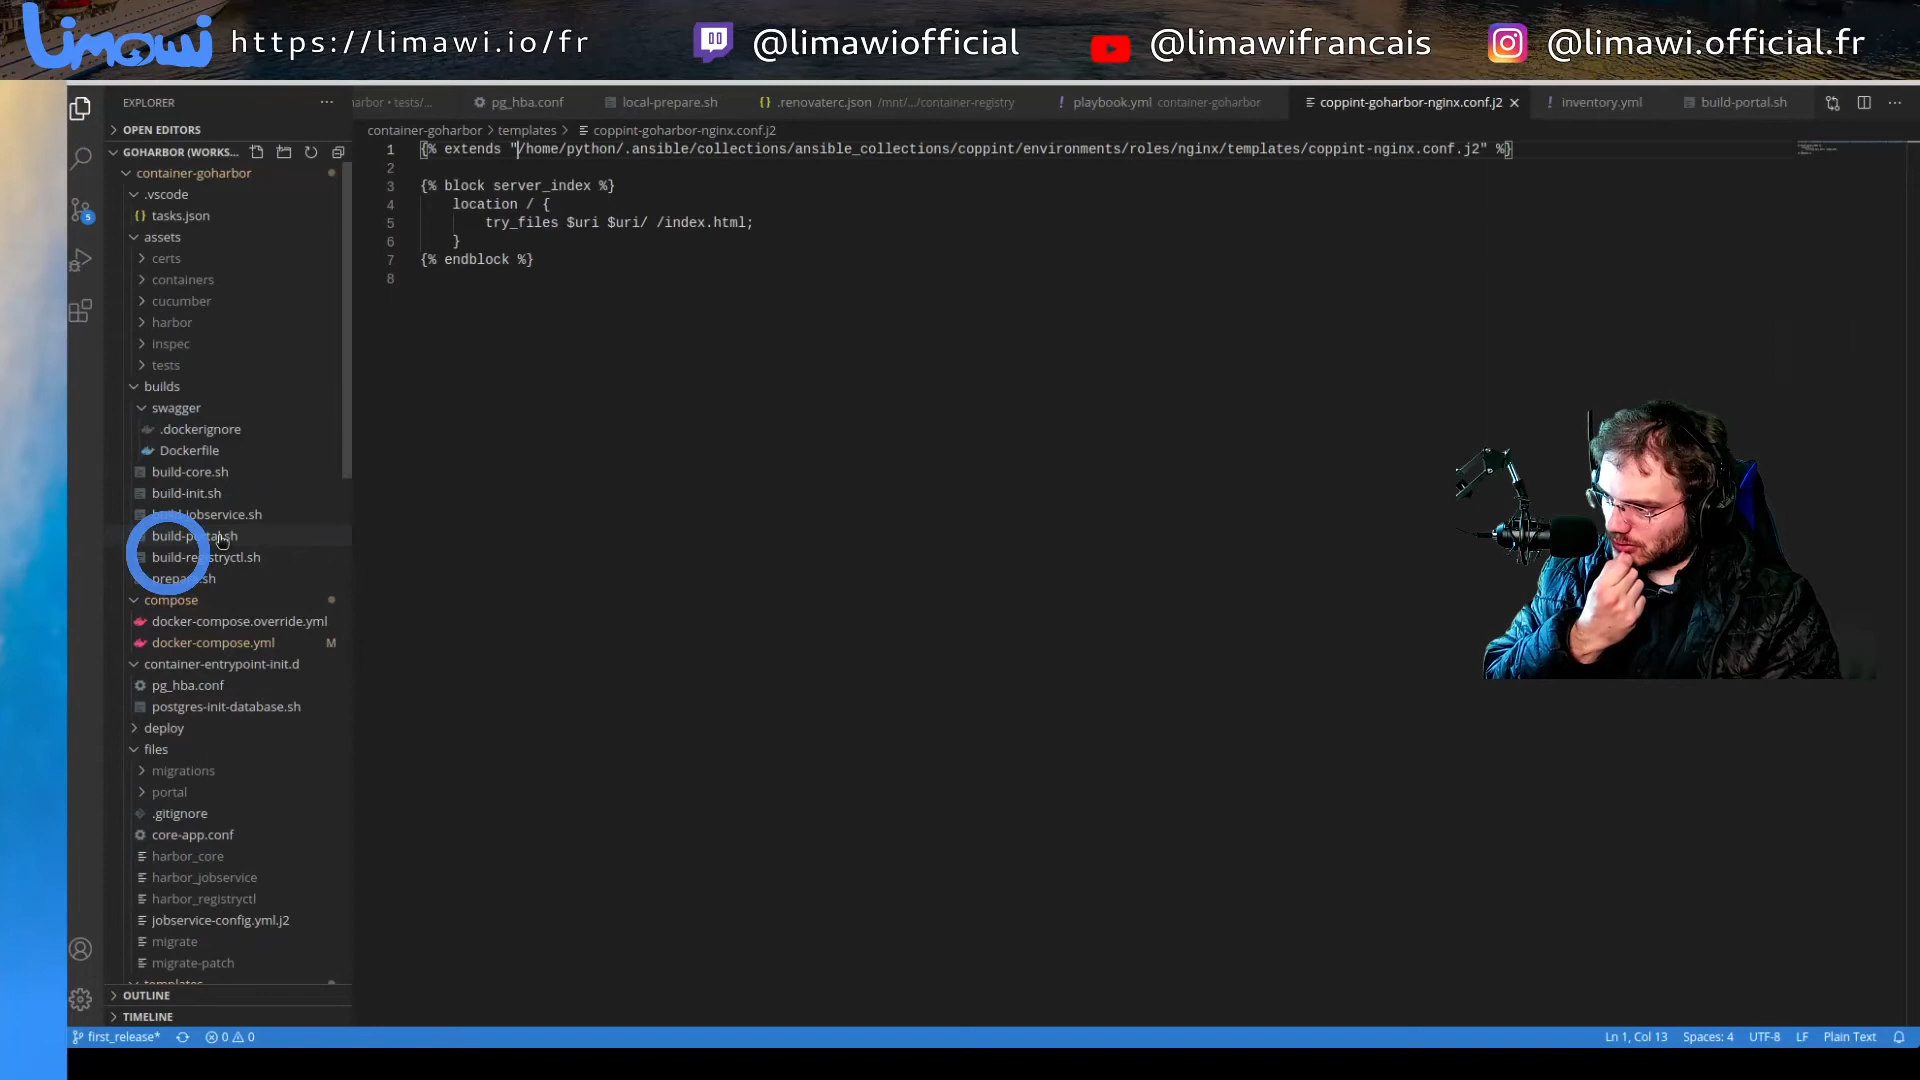 Limawi https://limawi.io/fr @limawiofficial @limawifrancais @limawi.official.fr
EXPLORER
arbor • tests/... pg_hba.conf local-prepare.sh .renovaterc.json /mnt/.../container-registry playbook.yml container-goharbor coppint-goharbor-nginx.conf.j2 inventory.yml build-portal.sh
OPEN EDITORS
container-goharbor templates coppint-goharbor-nginx.conf.j2
GOHARBOR (WORKS...
1 {% extends "/home/python/.ansible/collections/ansible_collections/coppint/environments/roles/nginx/templates/coppint-nginx.conf.j2" %}
2
3 {% block server_index %}
4 location / {
5 try_files $uri $uri/ /index.html;
6 }
7 {% endblock %}
8
container-goharbor
.vscode
tasks.json
assets
certs
containers
cucumber
harbor
inspec
tests
builds
swagger
.dockerignore
Dockerfile
build-core.sh
build-init.sh
build-jobservice.sh
build-portal.sh
build-registryctl.sh
prepare.sh
compose
docker-compose.override.yml
docker-compose.yml M
container-entrypoint-init.d
pg_hba.conf
postgres-init-database.sh
deploy
files
migrations
portal
.gitignore
core-app.conf
harbor_core
harbor_jobservice
harbor_registryctl
jobservice-config.yml.j2
migrate
migrate-patch
templates
OUTLINE
TIMELINE
5
first_release* 0 0 Ln 1, Col 13 Spaces: 4 UTF-8 LF Plain Text